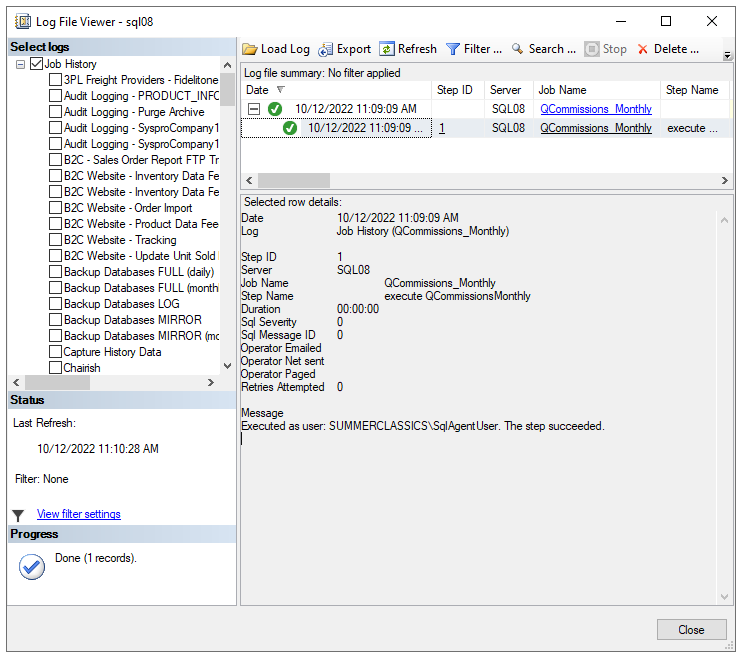 Log File Viewer - sql08
Select logs
Job History
3PL Freight Providers - Fidelitone
Audit Logging - PRODUCT_INFO
Audit Logging - Purge Archive
Audit Logging - SysproCompany1
Audit Logging - SysproCompany1
B2C - Sales Order Report FTP Tr
B2C Website - Inventory Data Fe
B2C Website - Inventory Data Fe
B2C Website - Order Import
B2C Website - Product Data Fee
B2C Website - Tracking
B2C Website - Update Unit Sold
Backup Databases FULL (daily)
Backup Databases FULL (month
Backup Databases LOG
Backup Databases MIRROR
Backup Databases MIRROR (mo
Capture History Data
Chairish
Status
Last Refresh:
10/12/2022 11:10:28 AM
Filter: None
View filter settings
Progress
Done (1 records).
Load Log Export Refresh Filter ... Search ... Stop Delete ...
Log file summary: No filter applied
Date Step ID Server Job Name Step Name
10/12/2022 11:09:09 AM SQL08 QCommissions_Monthly
10/12/2022 11:09:09 ... 1 SQL08 QCommissions_Monthly execute ...
Selected row details:
Date 10/12/2022 11:09:09 AM
Log Job History (QCommissions_Monthly)
Step ID 1
Server SQL08
Job Name QCommissions_Monthly
Step Name execute QCommissionsMonthly
Duration 00:00:00
Sql Severity 0
Sql Message ID 0
Operator Emailed
Operator Net sent
Operator Paged
Retries Attempted 0
Message
Executed as user: SUMMERCLASSICS\SqlAgentUser. The step succeeded.
Close